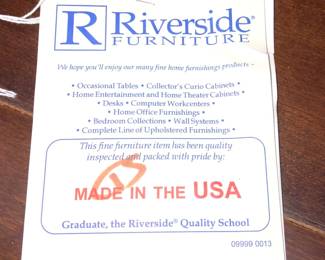 R Riverside®
FURNITURE
We hope you'll enjoy our many fine home furnishings products -
• Occasional Tables • Collector's Curio Cabinets •
• Home Entertainment and Home Theater Cabinets •
• Desks • Computer Workcenters •
• Home Office Furnishings •
• Bedroom Collections • Wall Systems •
• Complete Line of Upholstered Furnishings •
This fine furniture item has been quality
inspected and packed with pride by:
MADE IN THE USA
Graduate, the Riverside® Quality School
09999 0013